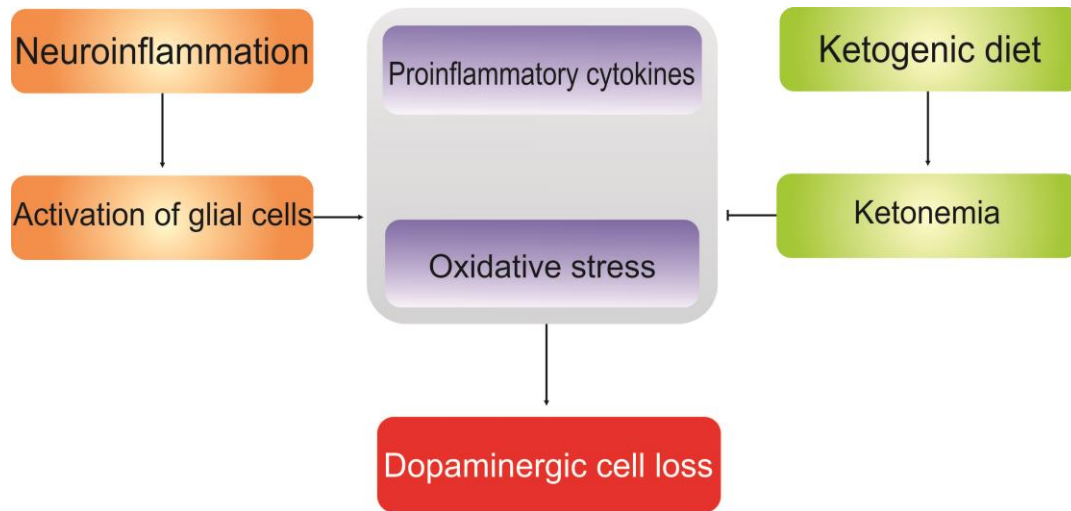 Neuroinflammation
Proinflammatory cytokines
Ketogenic diet
Activation of glial cells
Oxidative stress
Ketonemia
Dopaminergic cell loss